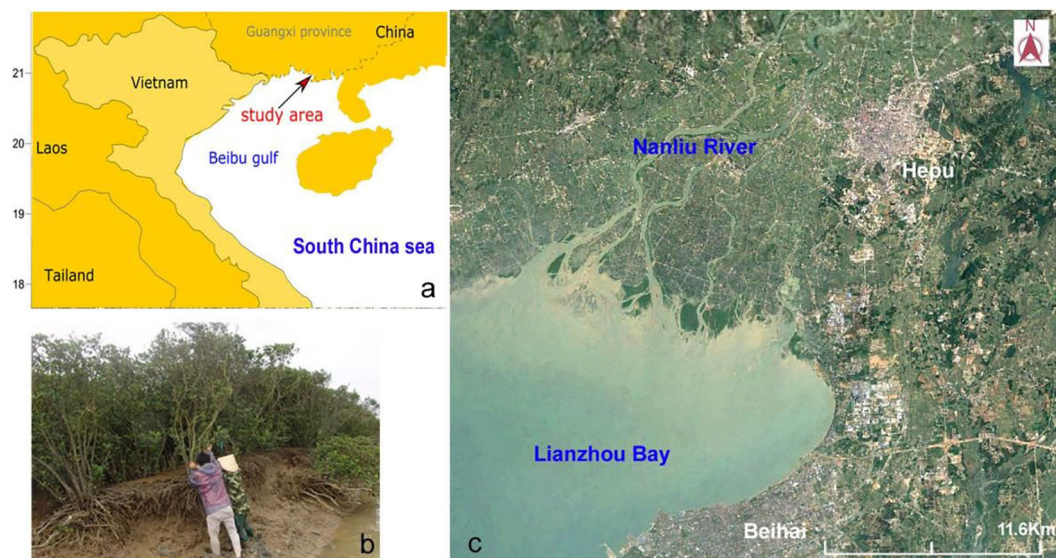 Guangxi province
China
21
Vietnam
study area
20
Laos
Beibu gulf
19
South China sea
Tailand
18
a
b
N
Nanliu River
Hepu
Lianzhou Bay
Beihai
11.6Km
c